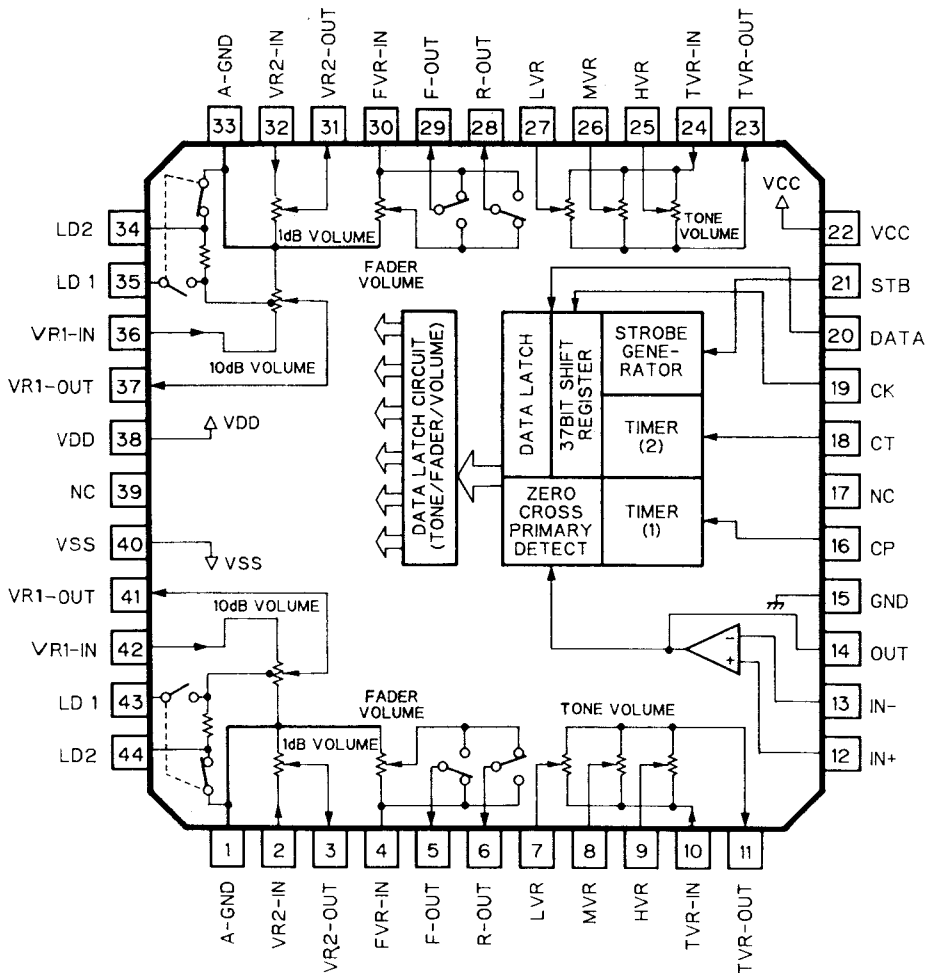 A-GND
VR2-IN
VR2-OUT
FVR-IN
F-OUT
R-OUT
LVR
MVR
HVR
TVR-IN
TVR-OUT
33
32
31
30
29
28
27
26
25
24
23
LD2 34
LD 1 35
VR1-IN 36
VR1-OUT 37
VDD 38
NC 39
VSS 40
VR1-OUT 41
VR1-IN 42
LD 1 43
LD2 44
1dB VOLUME
10dB VOLUME
VDD
VSS
10dB VOLUME
1dB VOLUME
FADER
VOLUME
TONE
VOLUME
VCC
DATA LATCH CIRCUIT
(TONE/FADER/VOLUME)
DATA LATCH
37BIT SHIFT
REGISTER
STROBE
GENE-
RATOR
TIMER
(2)
ZERO
CROSS
PRIMARY
DETECT
TIMER
(1)
-
+
FADER
VOLUME
TONE VOLUME
22 VCC
21 STB
20 DATA
19 CK
18 CT
17 NC
16 CP
15 GND
14 OUT
13 IN-
12 IN+
1
2
3
4
5
6
7
8
9
10
11
A-GND
VR2-IN
VR2-OUT
FVR-IN
F-OUT
R-OUT
LVR
MVR
HVR
TVR-IN
TVR-OUT